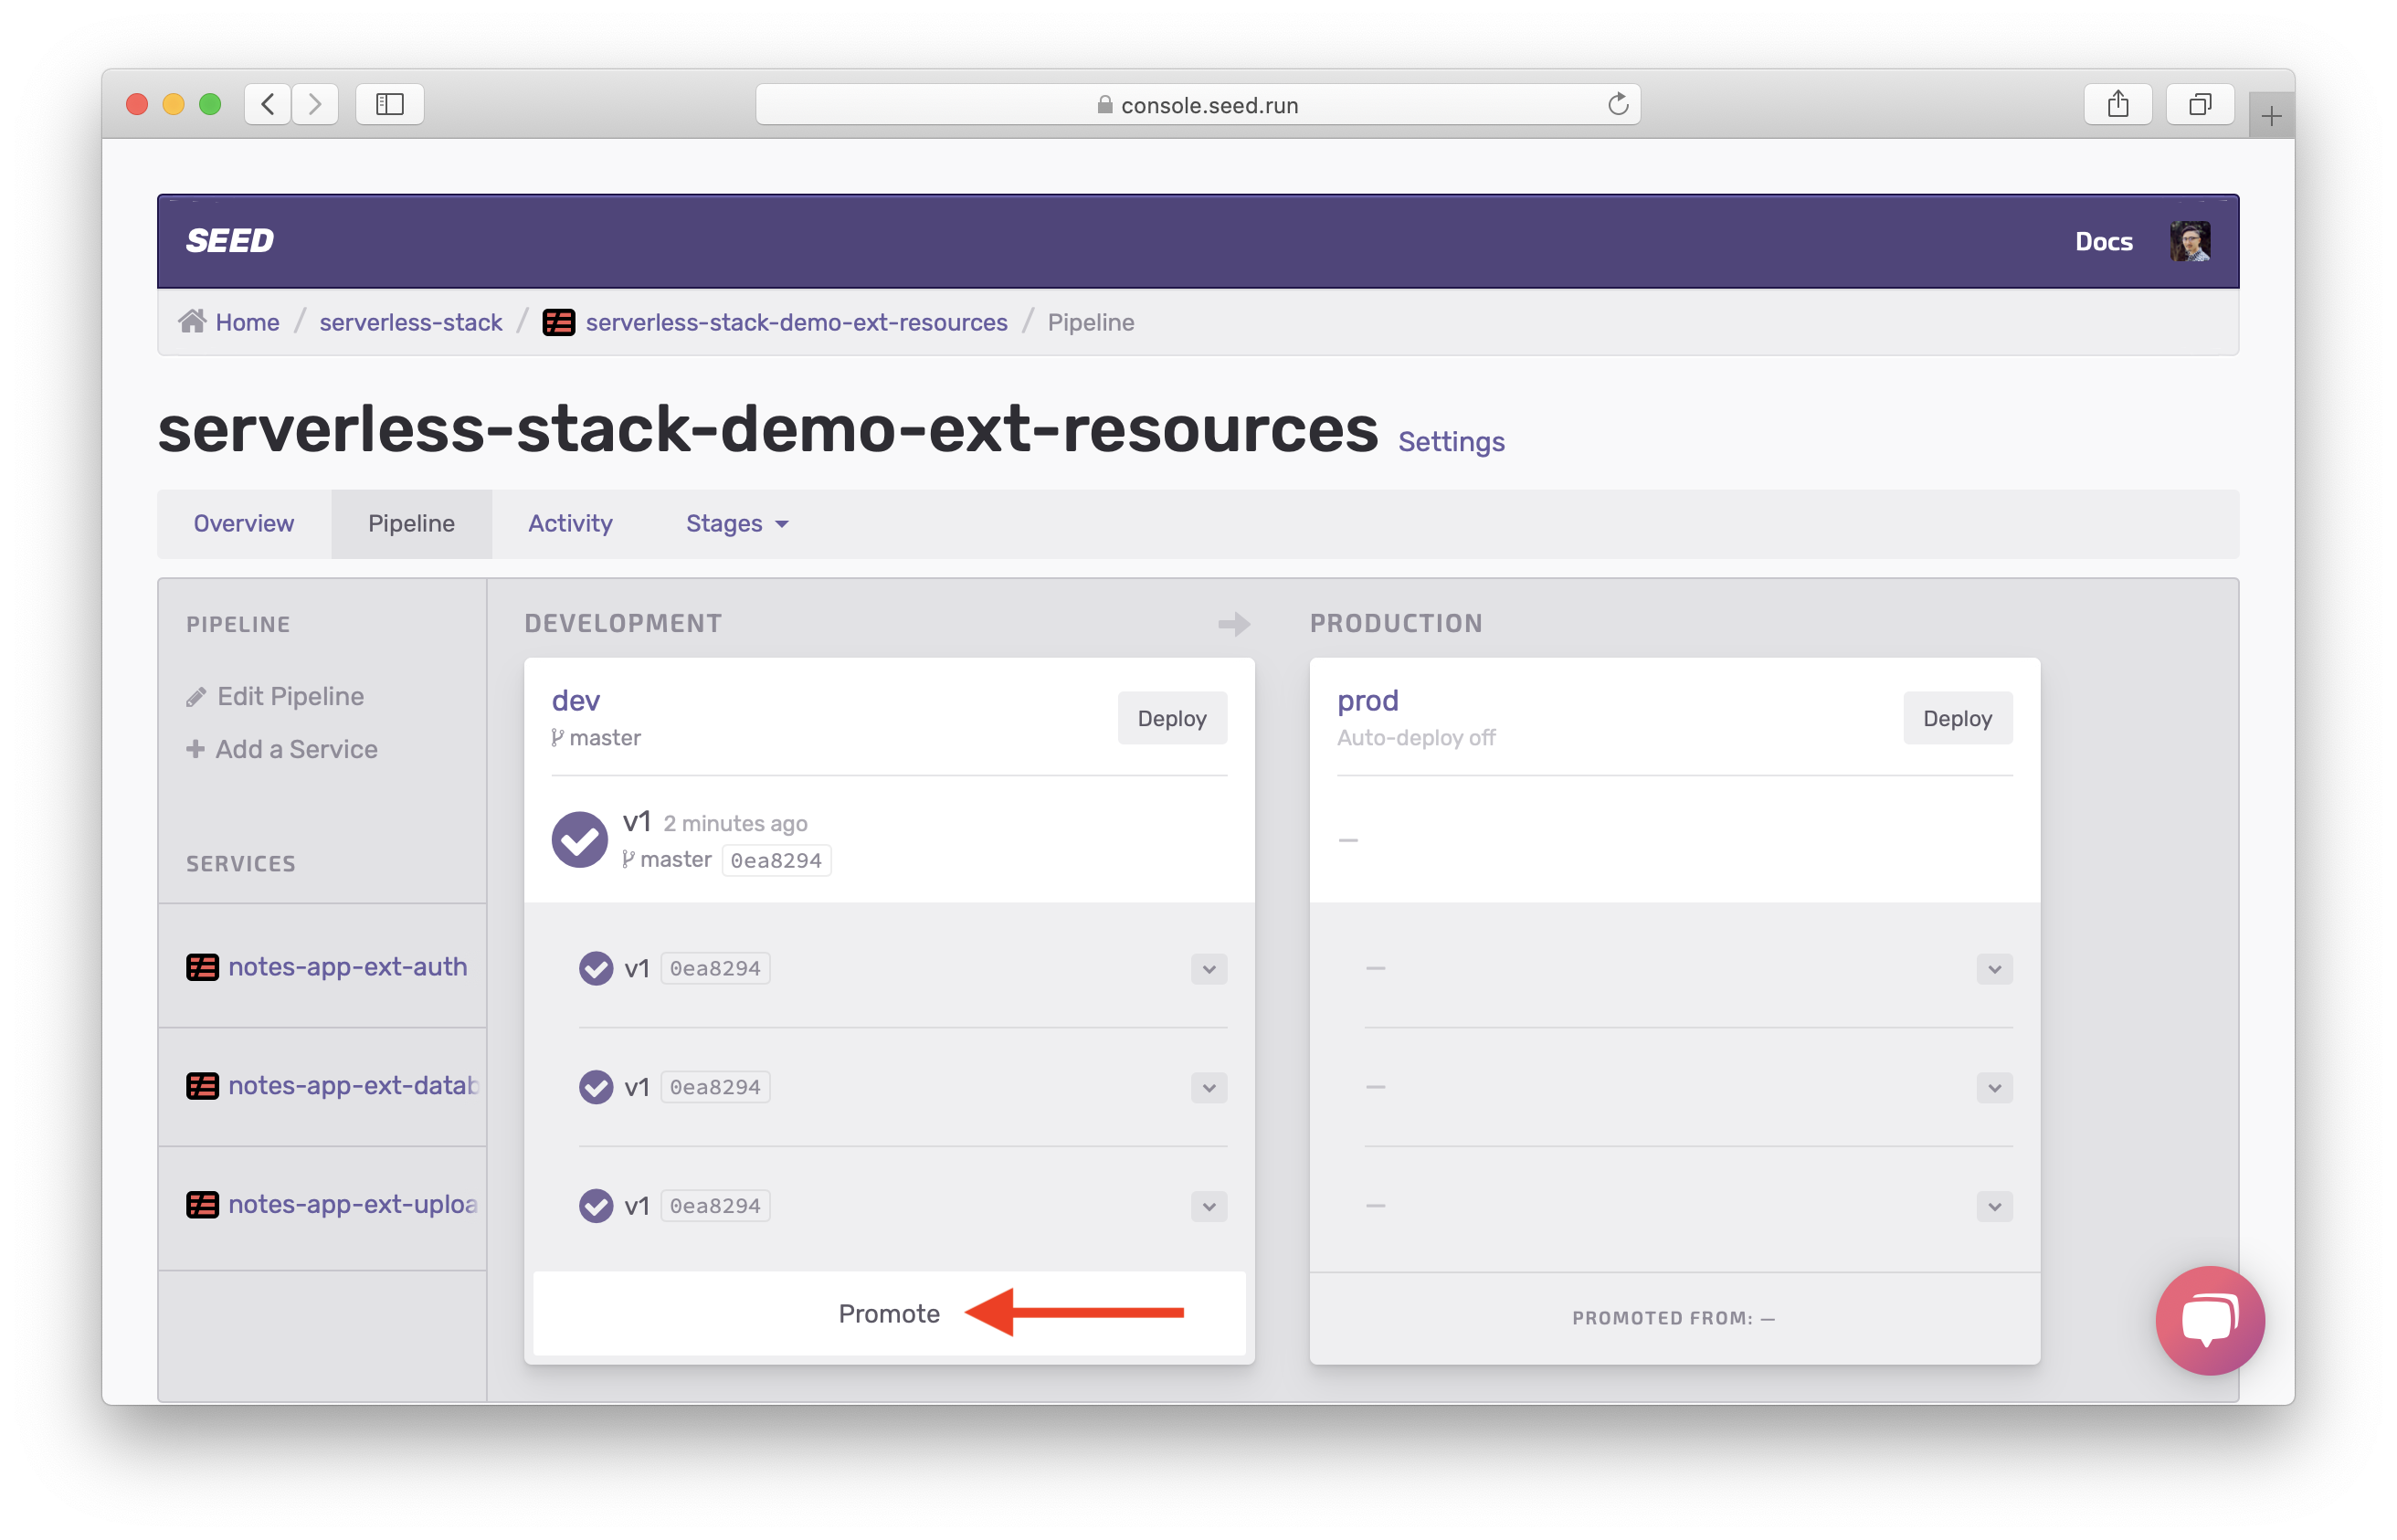 console.seed.run
SEED
Docs
Home / serverless-stack / serverless-stack-demo-ext-resources / Pipeline
serverless-stack-demo-ext-resources Settings
Overview Pipeline Activity Stages
PIPELINE
Edit Pipeline
+ Add a Service
SERVICES
notes-app-ext-auth
notes-app-ext-datab
notes-app-ext-uploa
DEVELOPMENT
dev
master
Deploy
v1 2 minutes ago
master 0ea8294
v1 0ea8294
v1 0ea8294
v1 0ea8294
Promote
PRODUCTION
prod
Auto-deploy off
Deploy
—
—
—
—
PROMOTED FROM: —